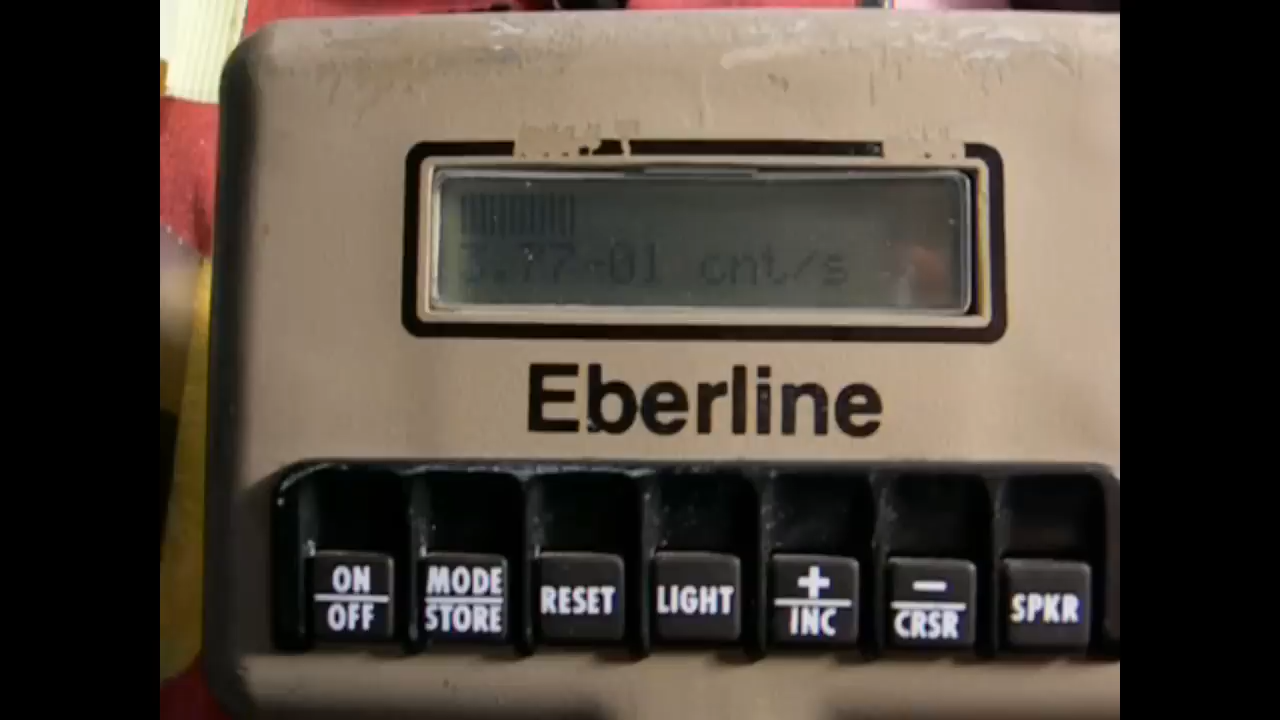 3.77-01 cnt/s
Eberline
ON
OFF
MODE
STORE
RESET
LIGHT
+
INC
−
CRSR
SPKR